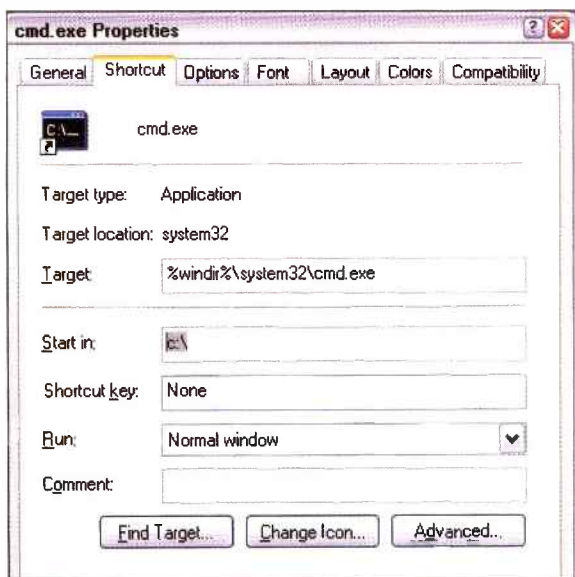 cmd.exe Properties
General Shortcut Options Font Layout Colors Compatibility
C:\_
cmd.exe
Target type: Application
Target location: system32
Target: %windir%\system32\cmd.exe
Start in: c:\
Shortcut key: None
Run: Normal window
Comment:
Find Target... Change Icon... Advanced...